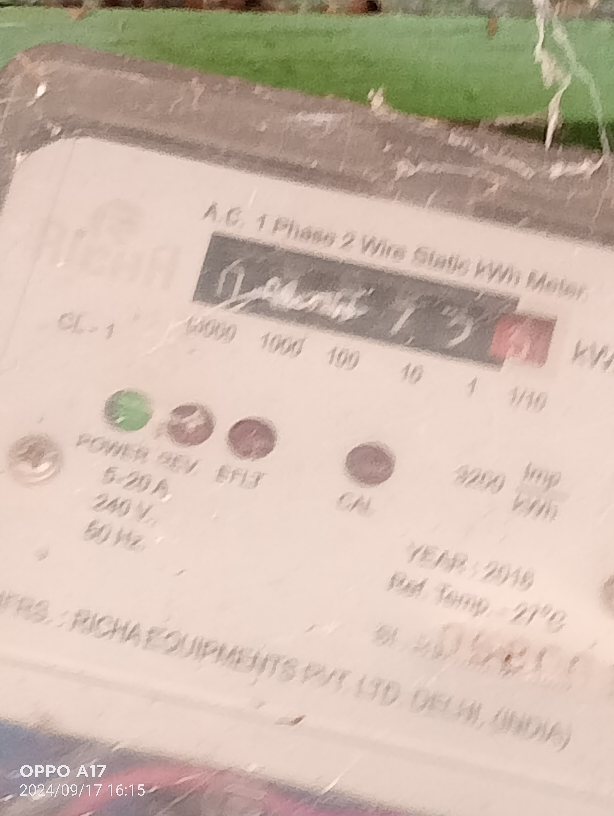 A.C. 1 Phase 2 Wire Static kWh Meter
CL-1
10000 1000 100 10 1 1/10
POWER REV EFLT CAL
3200 Imp
kWh
5-20 A
240 V.
50 Hz.
YEAR : 2016
Ref. Temp. - 27°C
MFRS. : RICHA EQUIPMENTS PVT. LTD. DELHI, (INDIA)
OPPO A17
2024/09/17 16:15